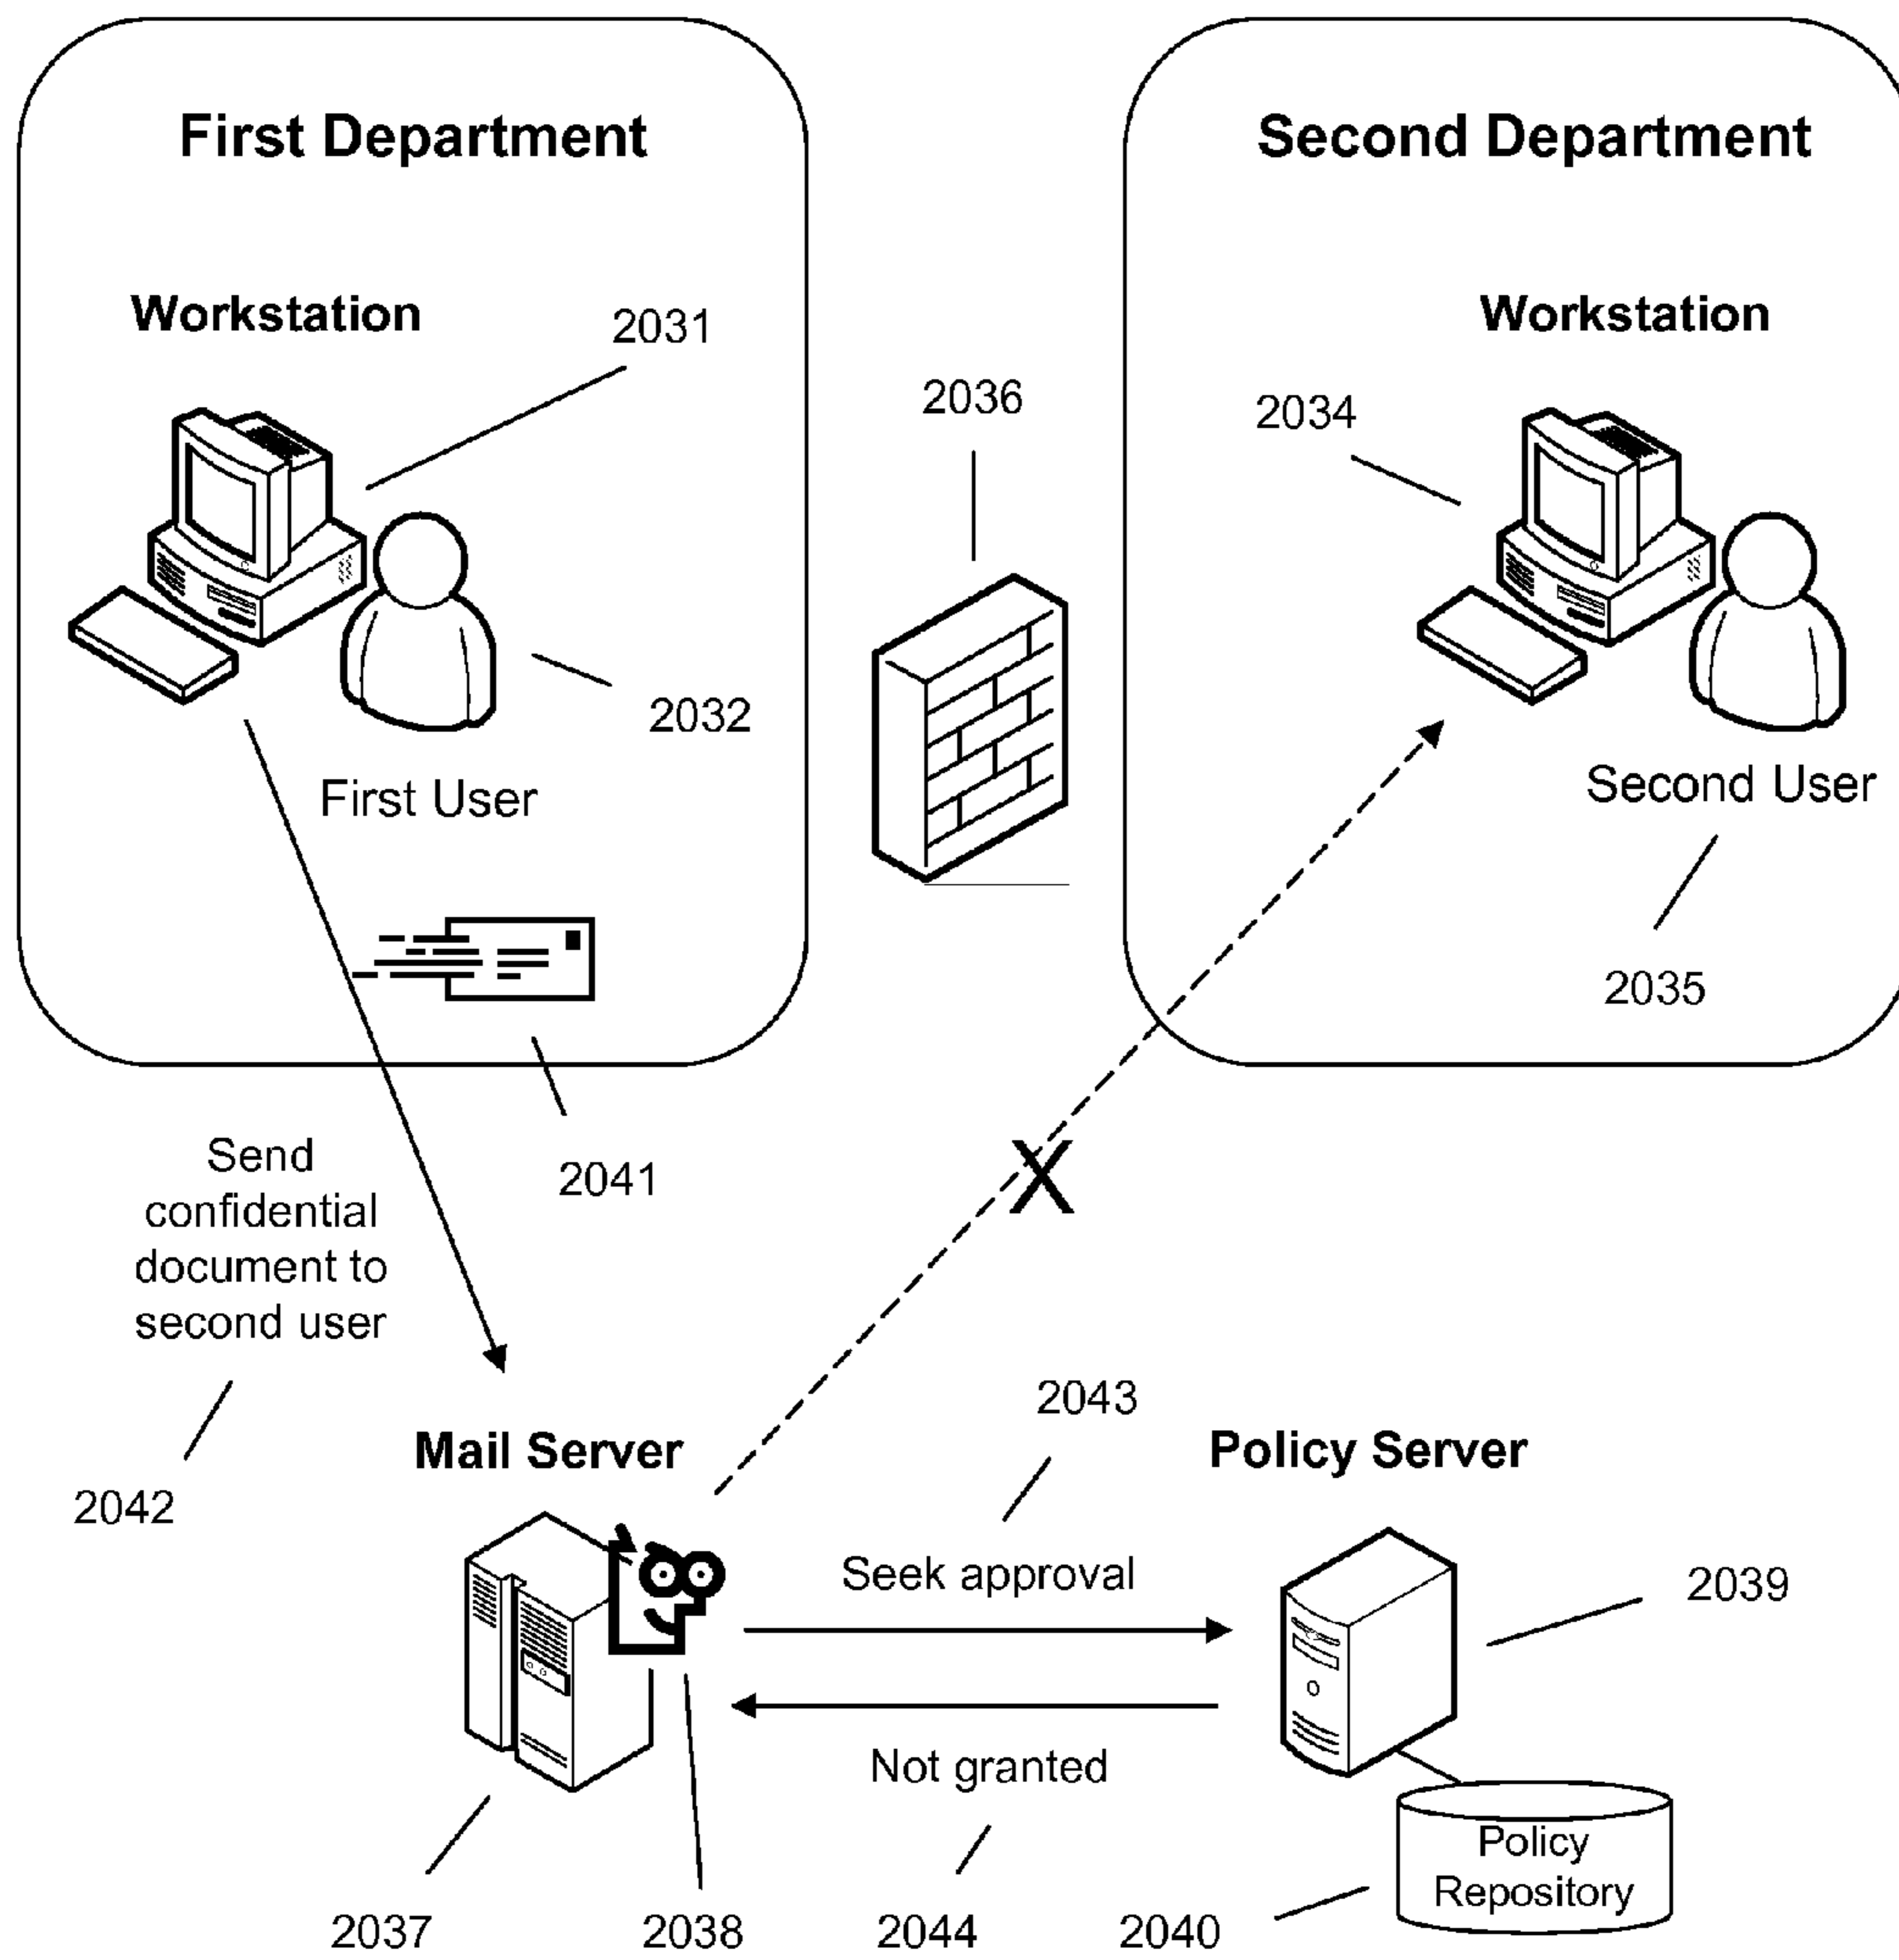 First Department
Second Department
Workstation
2031
Workstation
2036
2034
2032
First User
Second User
2035
2041
Send
confidential
document to
second user
2042
2043
Mail Server
Policy Server
Seek approval
2039
Not granted
Policy
Repository
2037
2038
2044
2040